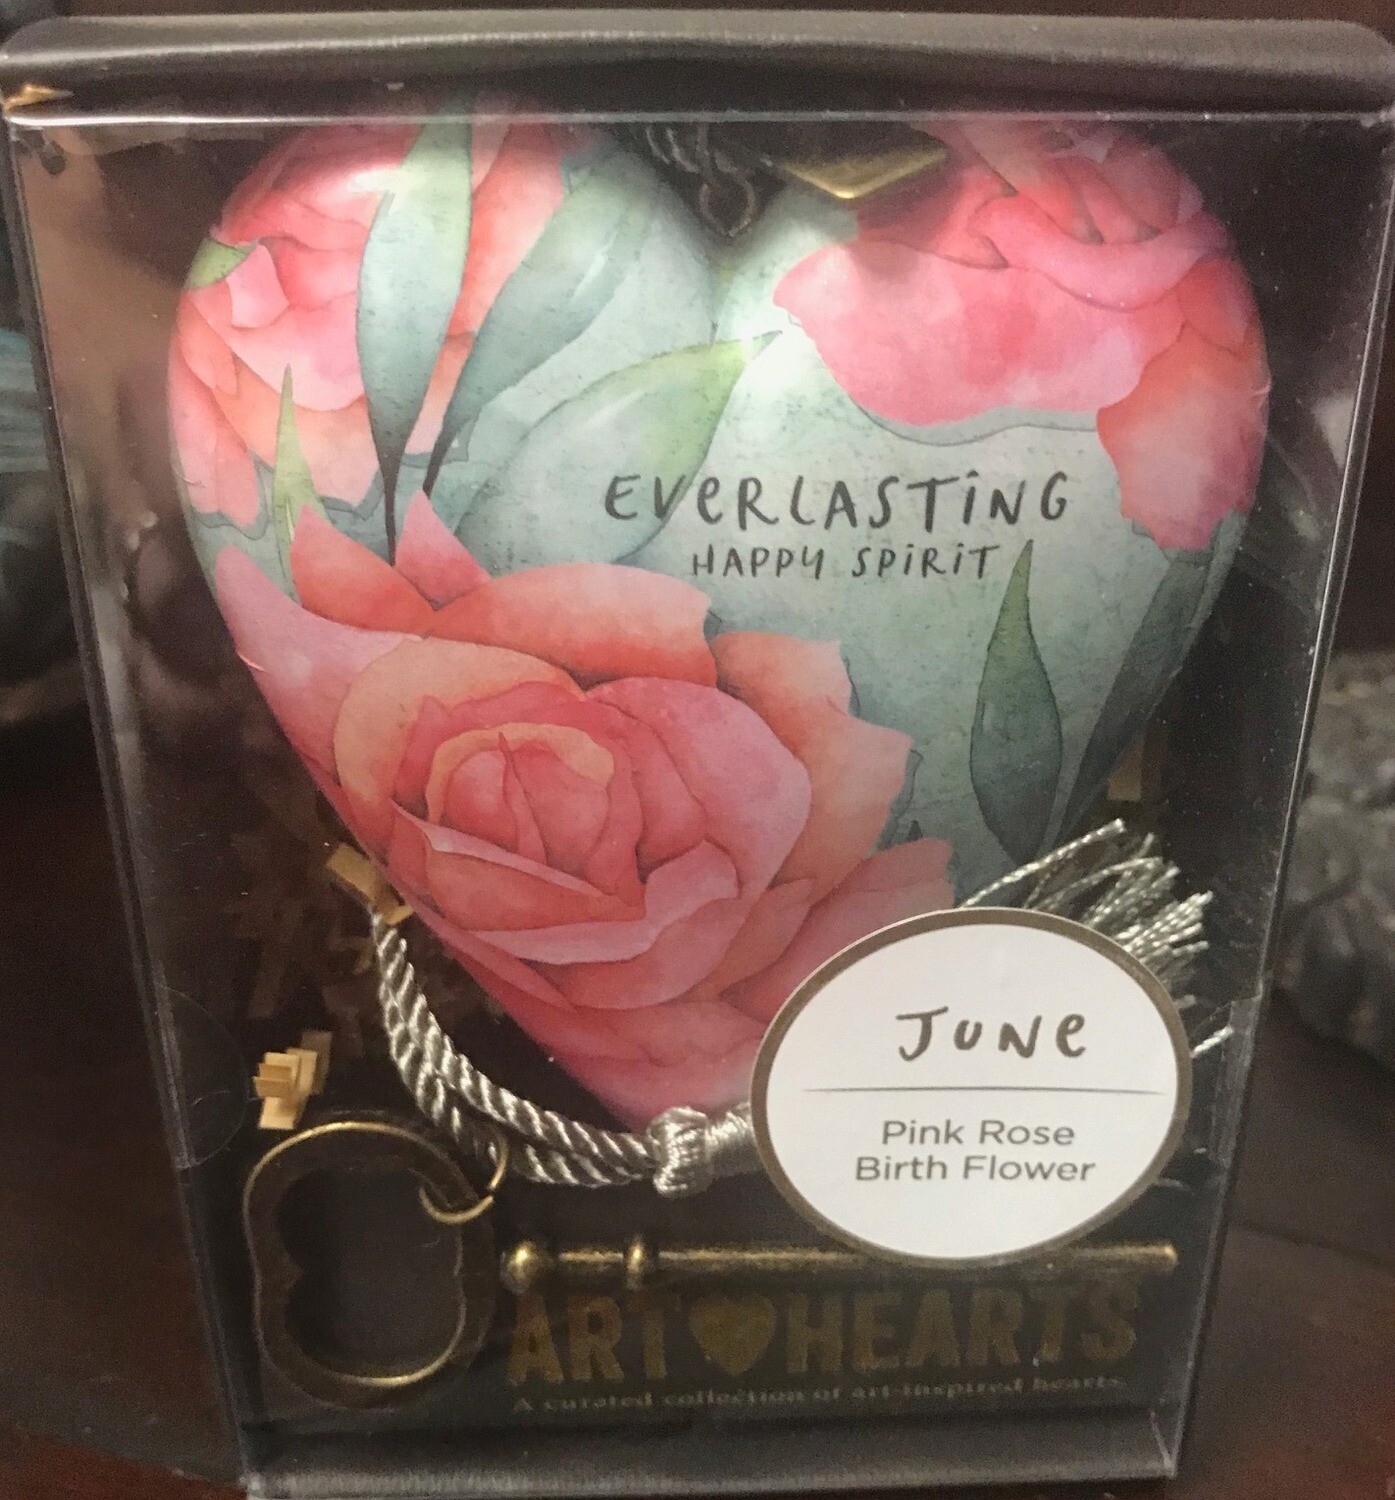 EVERLASTING
HAPPY SPIRIT
JUNE
Pink Rose
Birth Flower
ART HEARTS
A curated collection of art-inspired hearts.